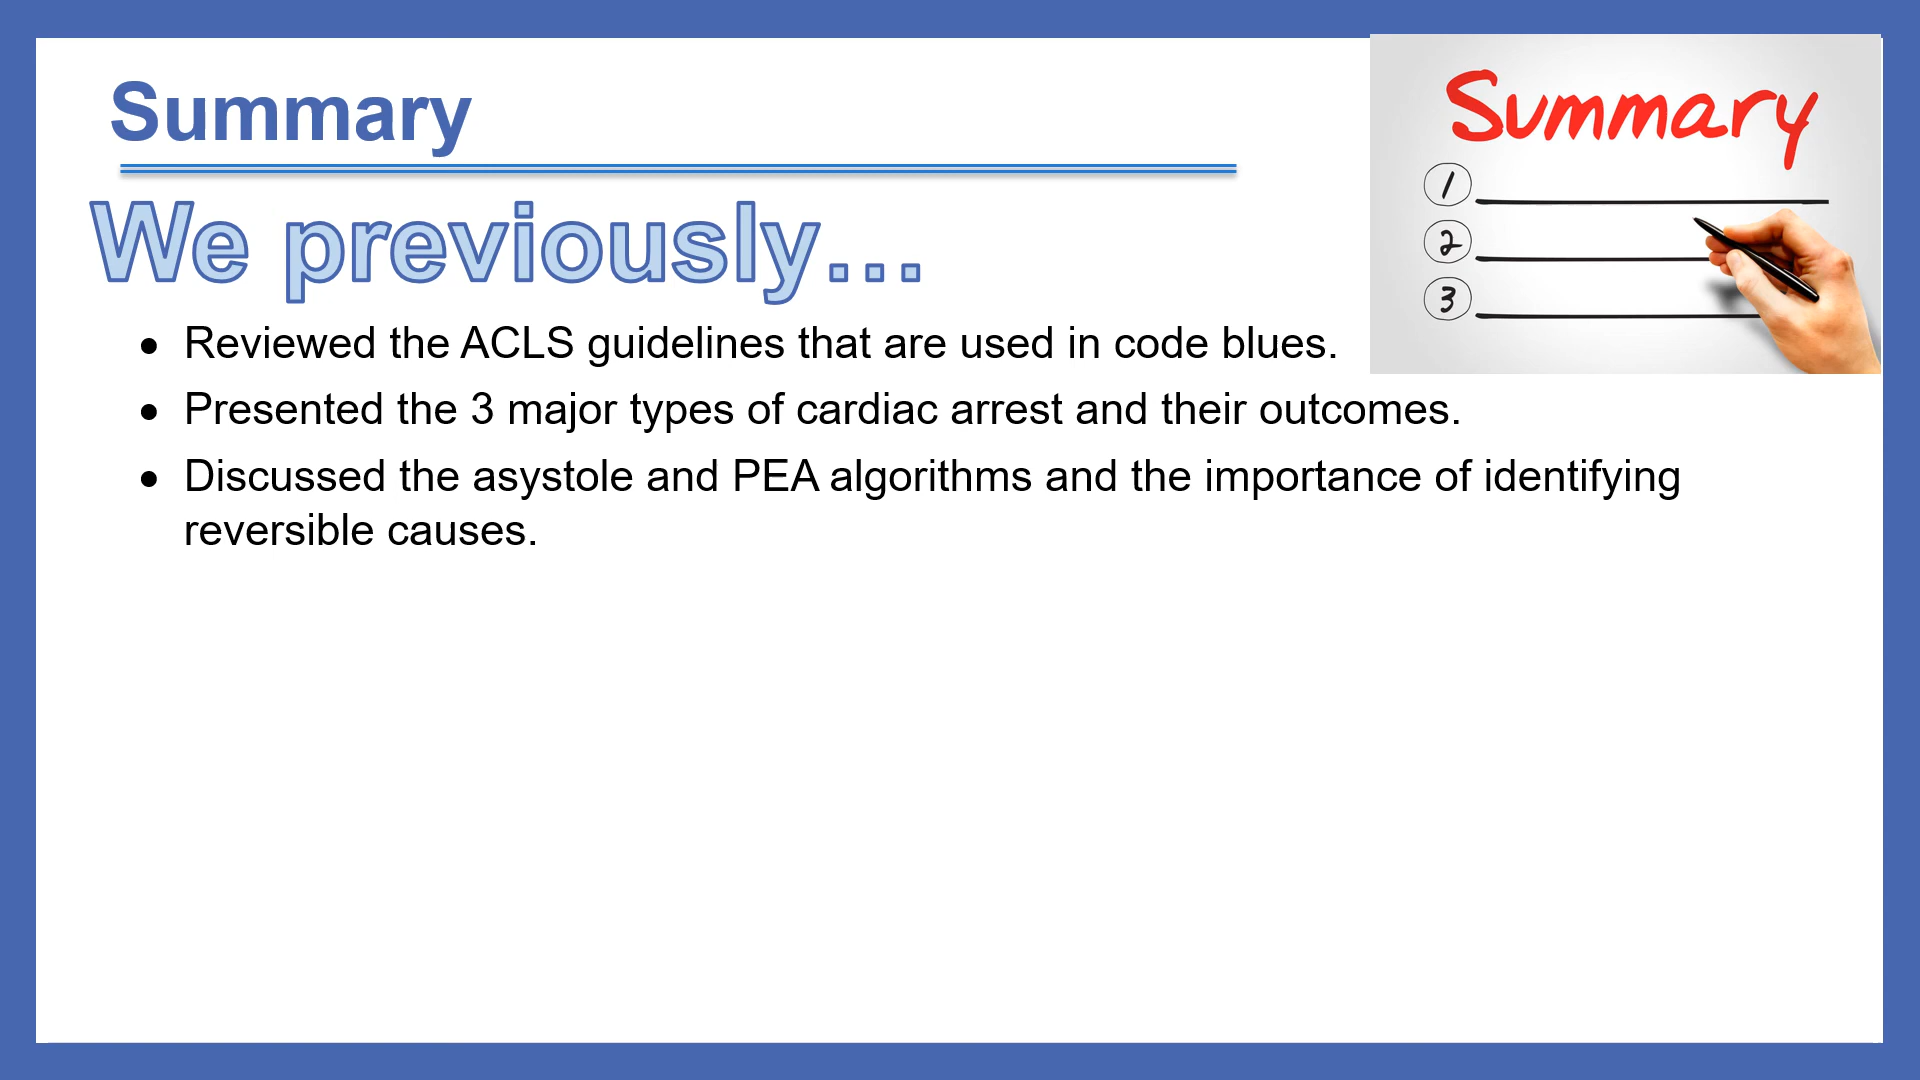 Summary
Summary
1
2
3
We previously...
• Reviewed the ACLS guidelines that are used in code blues.
• Presented the 3 major types of cardiac arrest and their outcomes.
• Discussed the asystole and PEA algorithms and the importance of identifying
reversible causes.